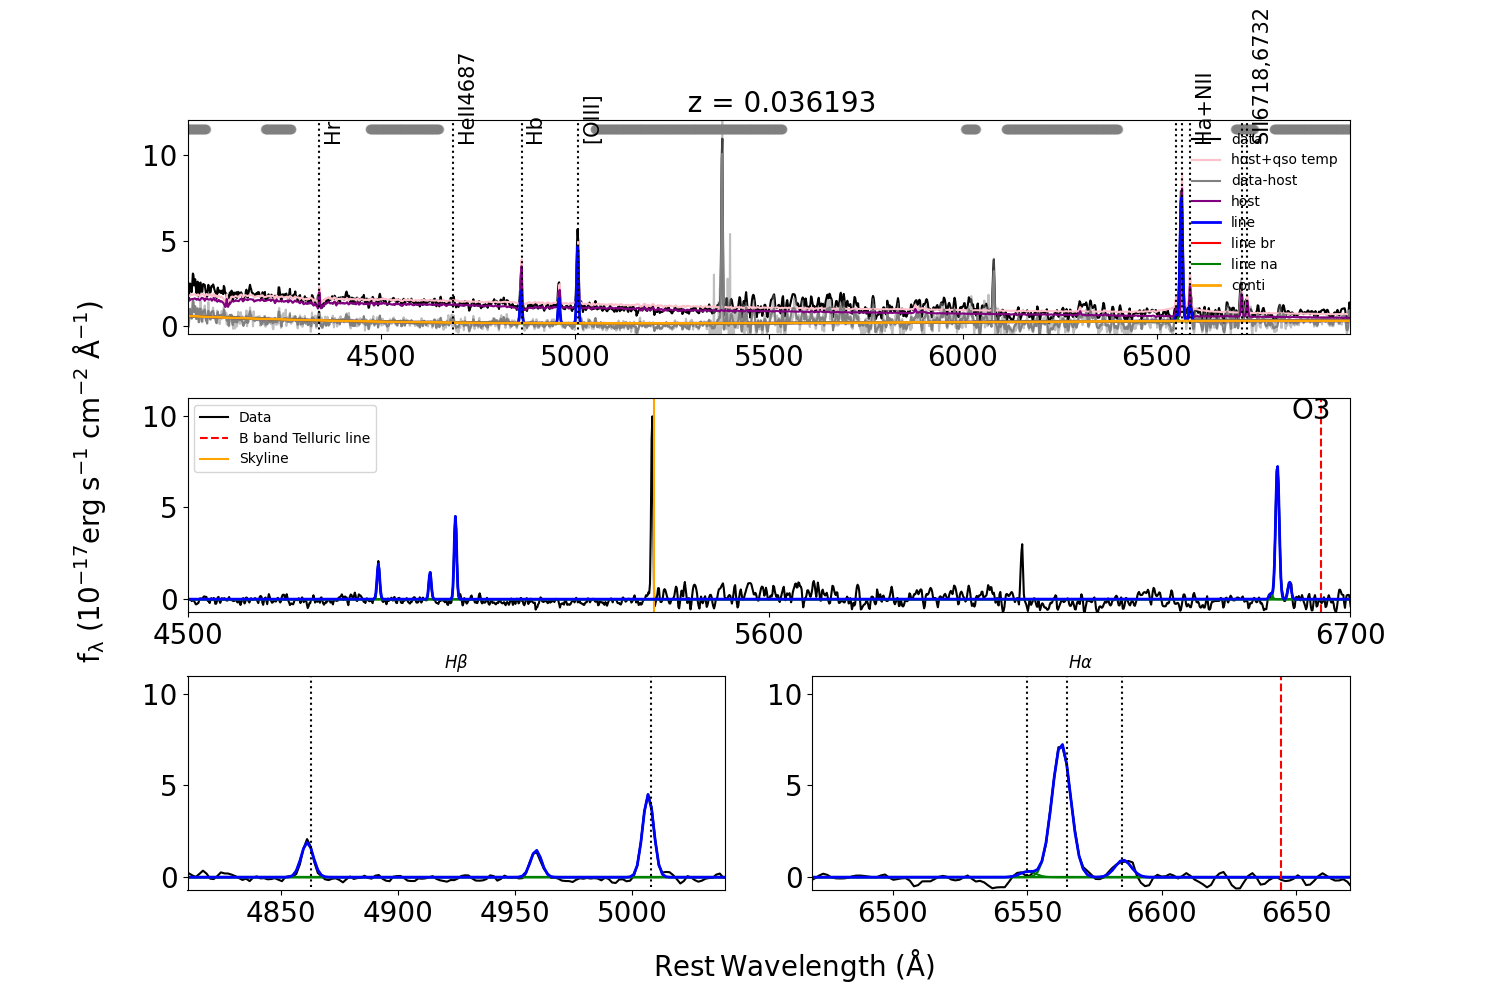 z = 0.036193
Hr
HeII4687
Hb
[OIII]
Ha+NII
SII6718,6732
data
host+qso temp
data-host
host
line
line br
line na
conti
10
5
0
4500
5000
5500
6000
6500
Data
B band Telluric line
Skyline
O3
10
5
0
4500
5600
6700
fλ (10−17erg s−1 cm−2 Å−1)
Hβ
10
5
0
4850
4900
4950
5000
Hα
10
5
0
6500
6550
6600
6650
Rest Wavelength (Å)